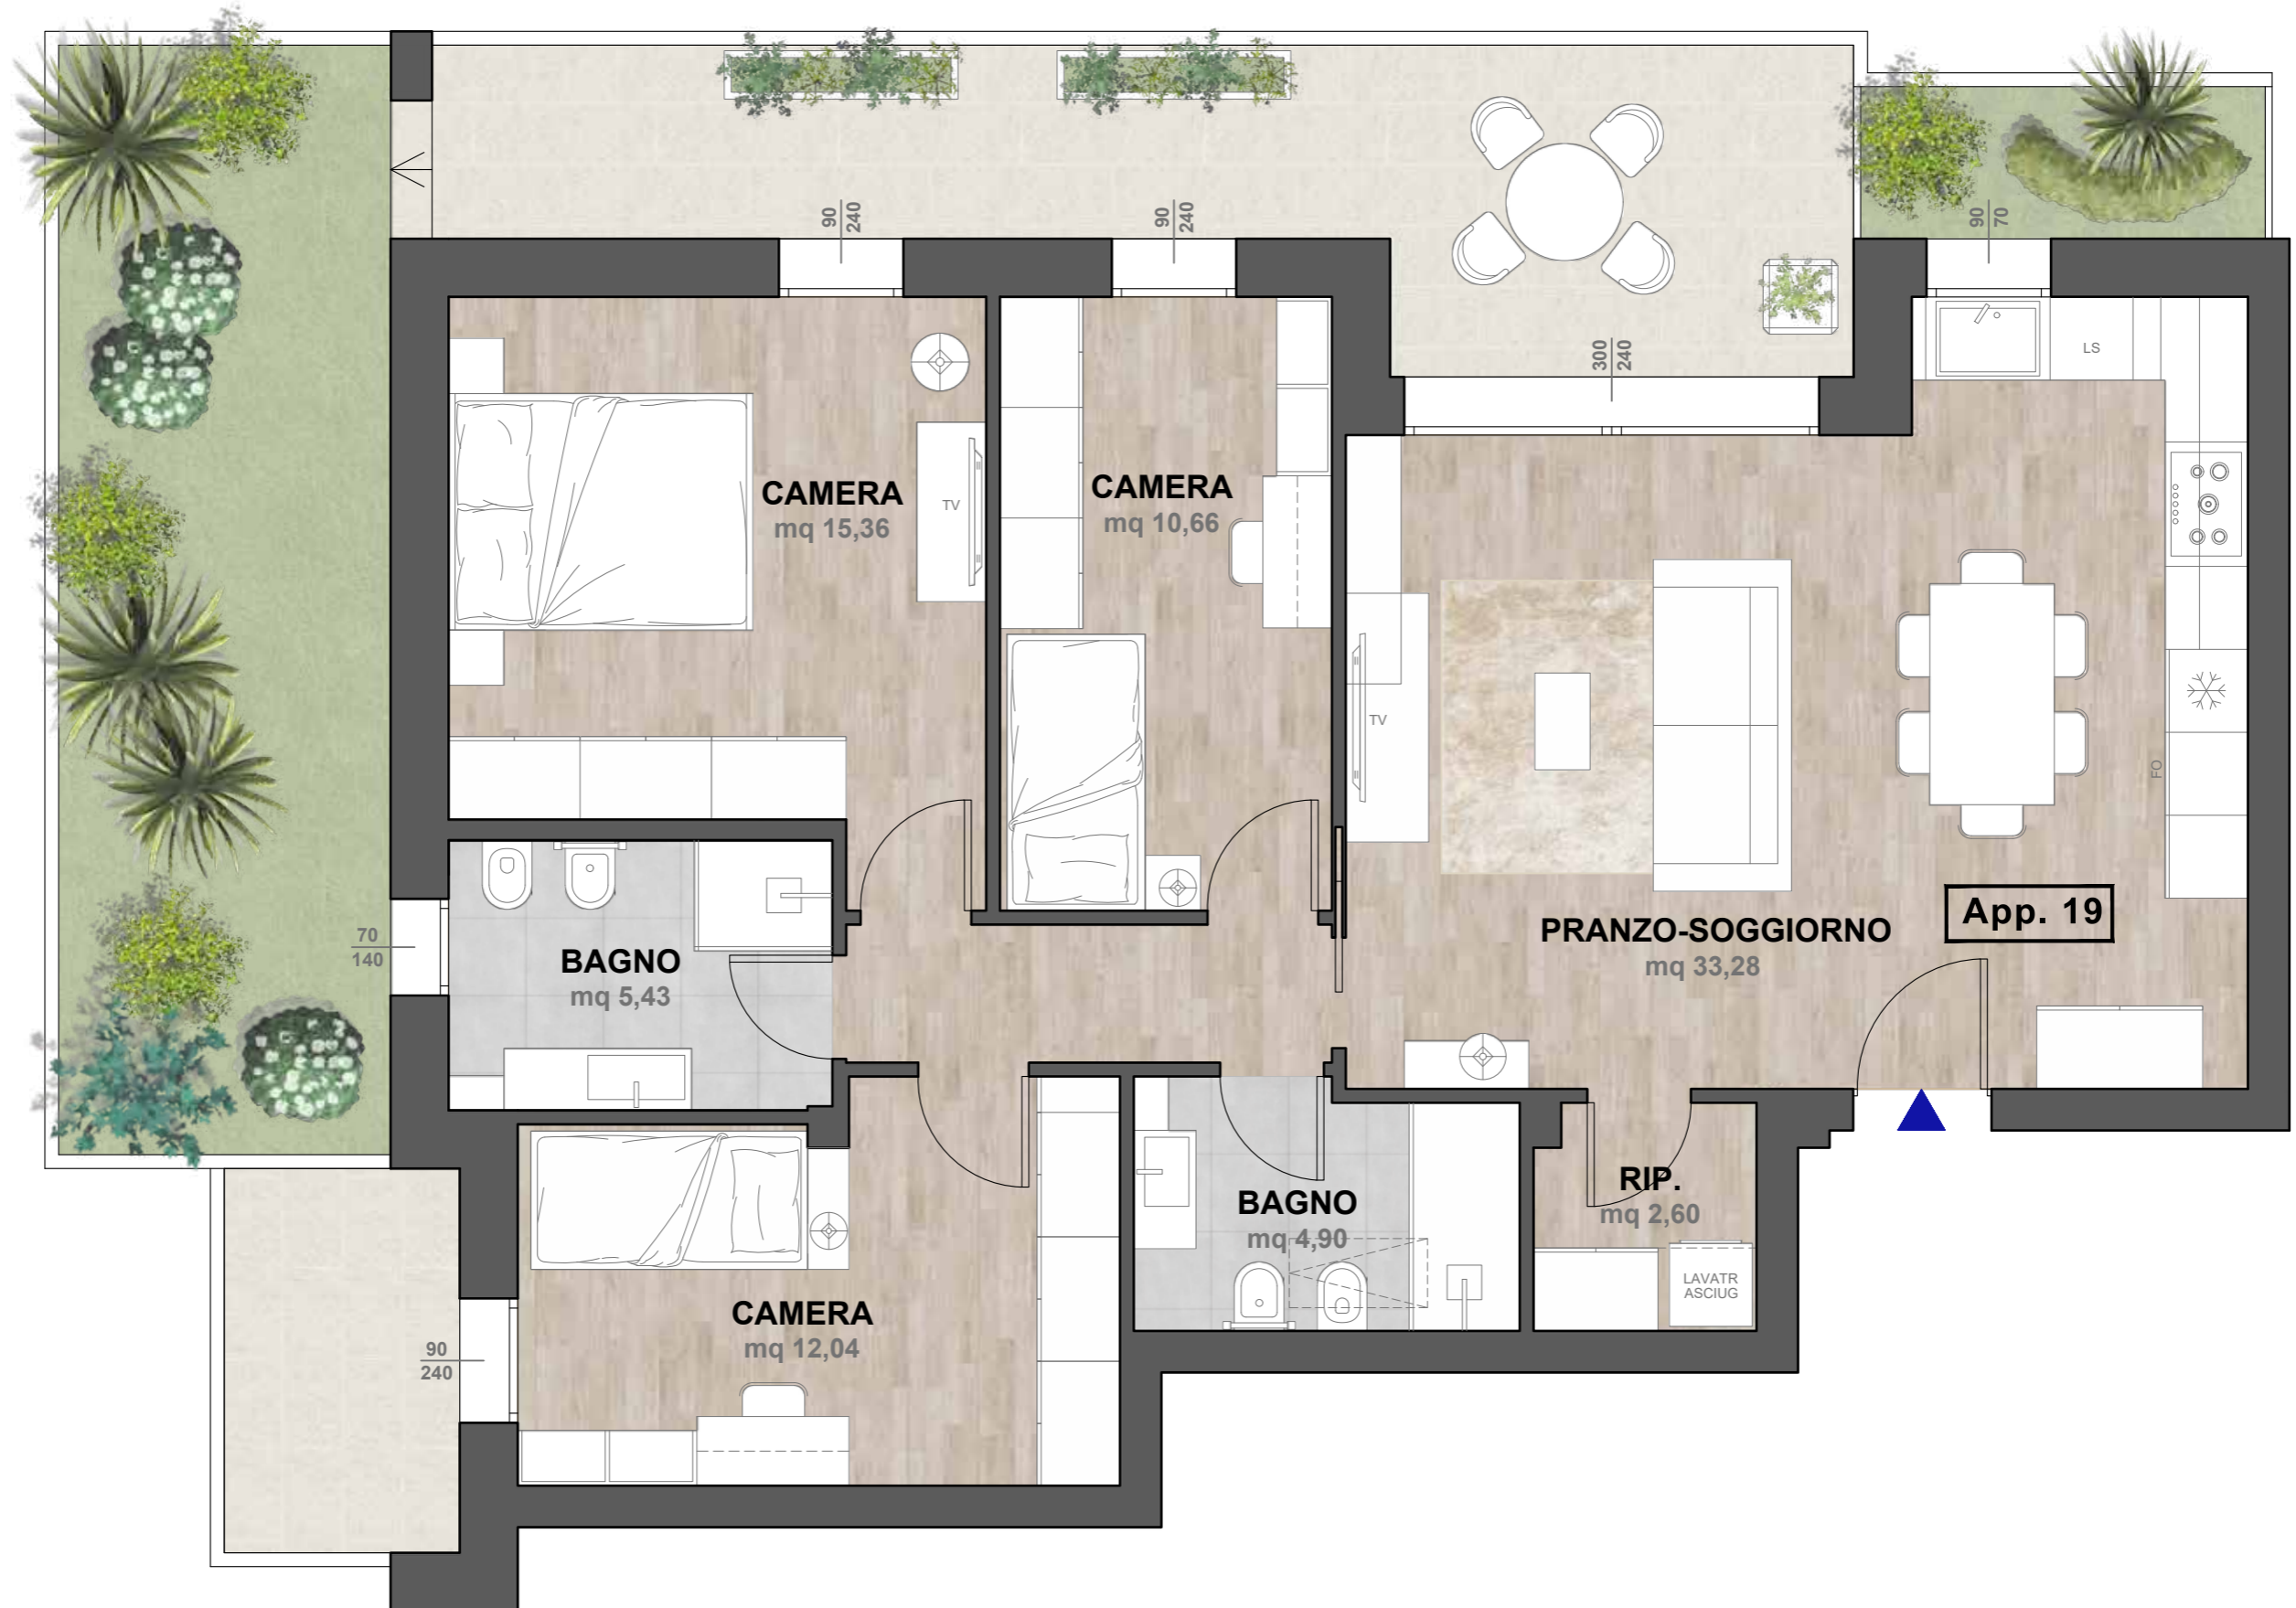 90
240
90
240
90
70
300
240
LS
CAMERA
mq 15,36
TV
CAMERA
mq 10,66
TV
FO
PRANZO-SOGGIORNO
mq 33,28
App. 19
70
140
BAGNO
mq 5,43
BAGNO
mq 4,90
RIP.
mq 2,60
LAVATR
ASCIUG
CAMERA
mq 12,04
90
240